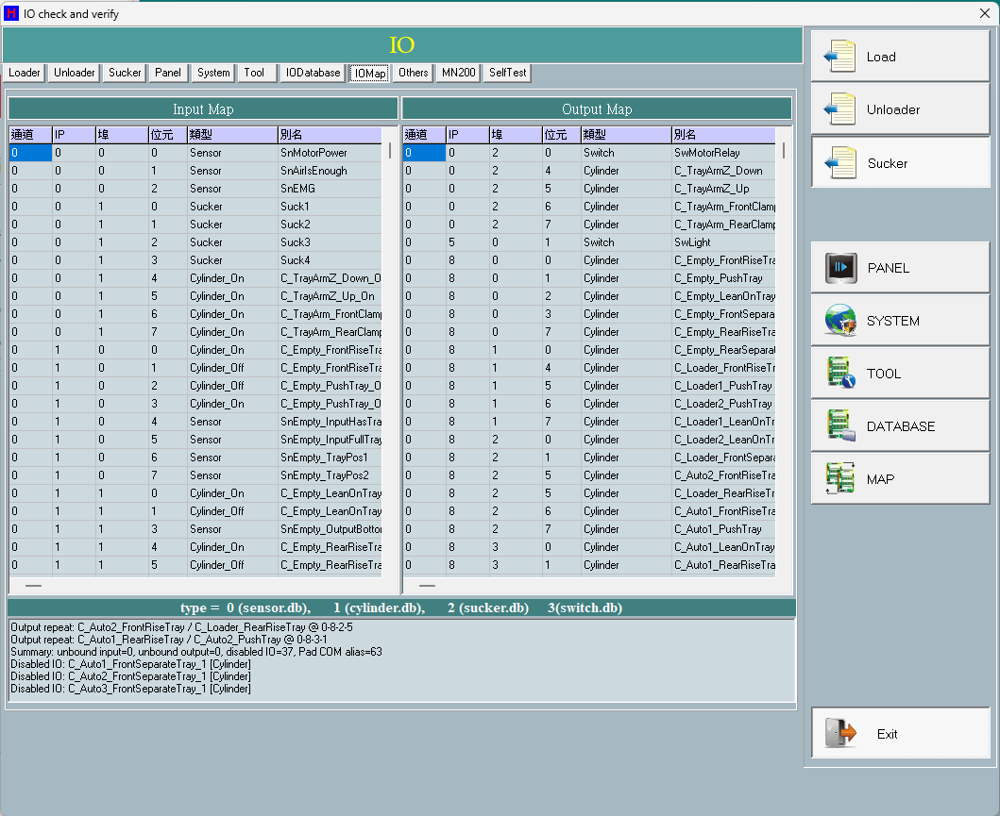 H IO check and verify
IO
Loader Unloader Sucker Panel System Tool IODatabase IOMap Others MN200 SelfTest
Input Map
通道 IP 埠 位元 類型 別名
0 0 0 0 Sensor SnMotorPower
0 0 0 1 Sensor SnAirIsEnough
0 0 0 2 Sensor SnEMG
0 0 1 0 Sucker Suck1
0 0 1 1 Sucker Suck2
0 0 1 2 Sucker Suck3
0 0 1 3 Sucker Suck4
0 0 1 4 Cylinder_On C_TrayArmZ_Down_O
0 0 1 5 Cylinder_On C_TrayArmZ_Up_On
0 0 1 6 Cylinder_On C_TrayArm_FrontClamp
0 0 1 7 Cylinder_On C_TrayArm_RearClamp
0 1 0 0 Cylinder_On C_Empty_FrontRiseTra
0 1 0 1 Cylinder_Off C_Empty_FrontRiseTra
0 1 0 2 Cylinder_Off C_Empty_PushTray_O
0 1 0 3 Cylinder_On C_Empty_PushTray_O
0 1 0 4 Sensor SnEmpty_InputHasTra
0 1 0 5 Sensor SnEmpty_InputFullTray
0 1 0 6 Sensor SnEmpty_TrayPos1
0 1 0 7 Sensor SnEmpty_TrayPos2
0 1 1 0 Cylinder_On C_Empty_LeanOnTray
0 1 1 1 Cylinder_Off C_Empty_LeanOnTray
0 1 1 3 Sensor SnEmpty_OutputBottor
0 1 1 4 Cylinder_On C_Empty_RearRiseTra
0 1 1 5 Cylinder_Off C_Empty_RearRiseTra
Output Map
通道 IP 埠 位元 類型 別名
0 0 2 0 Switch SwMotorRelay
0 0 2 4 Cylinder C_TrayArmZ_Down
0 0 2 5 Cylinder C_TrayArmZ_Up
0 0 2 6 Cylinder C_TrayArm_FrontClamp
0 0 2 7 Cylinder C_TrayArm_RearClamp
0 5 0 1 Switch SwLight
0 8 0 0 Cylinder C_Empty_FrontRiseTra
0 8 0 1 Cylinder C_Empty_PushTray
0 8 0 2 Cylinder C_Empty_LeanOnTray
0 8 0 3 Cylinder C_Empty_FrontSepara
0 8 0 7 Cylinder C_Empty_RearRiseTra
0 8 1 0 Cylinder C_Empty_RearSeparat
0 8 1 4 Cylinder C_Loader_FrontRiseTr
0 8 1 5 Cylinder C_Loader1_PushTray
0 8 1 6 Cylinder C_Loader2_PushTray
0 8 1 7 Cylinder C_Loader1_LeanOnTr
0 8 2 0 Cylinder C_Loader2_LeanOnTr
0 8 2 1 Cylinder C_Loader_FrontSepara
0 8 2 5 Cylinder C_Auto2_FrontRiseTra
0 8 2 5 Cylinder C_Loader_RearRiseTr
0 8 2 6 Cylinder C_Auto1_FrontRiseTra
0 8 2 7 Cylinder C_Auto1_PushTray
0 8 3 0 Cylinder C_Auto1_LeanOnTray
0 8 3 1 Cylinder C_Auto1_RearRiseTra
type = 0 (sensor.db), 1 (cylinder.db), 2 (sucker.db) 3(switch.db)
Output repeat: C_Auto2_FrontRiseTray / C_Loader_RearRiseTray @ 0-8-2-5
Output repeat: C_Auto1_RearRiseTray / C_Auto2_PushTray @ 0-8-3-1
Summary: unbound input=0, unbound output=0, disabled IO=37, Pad COM alias=63
Disabled IO: C_Auto1_FrontSeparateTray_1 [Cylinder]
Disabled IO: C_Auto2_FrontSeparateTray_1 [Cylinder]
Disabled IO: C_Auto3_FrontSeparateTray_1 [Cylinder]
Load
Unloader
Sucker
PANEL
SYSTEM
TOOL
DATABASE
MAP
Exit